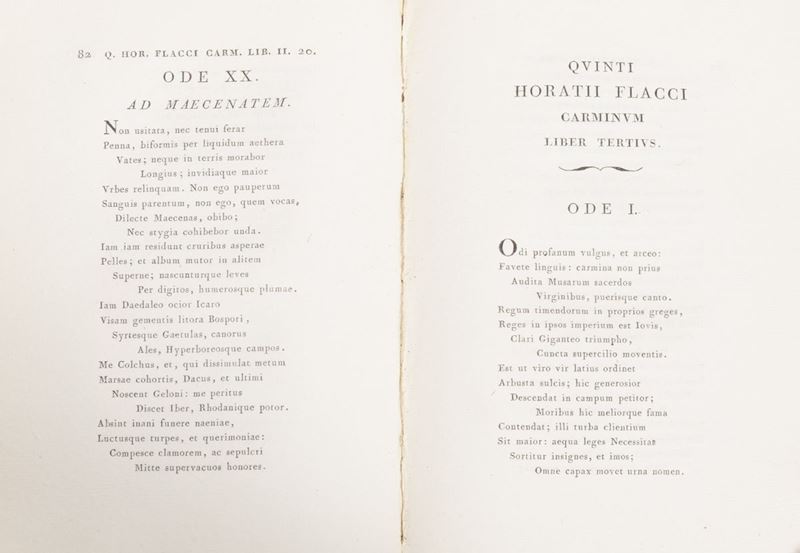 82 Q. HOR. FLACCI CARM. LIB. II. 20.
ODE XX.
AD MAECENATEM.
Non usitata, nec tenui ferar
Penna, biformis per liquidum aethera
Vates; neque in terris morabor
Longius; invidiaque maior
Vrbes relinquam. Non ego pauperum
Sanguis parentum, non ego, quem vocas,
Dilecte Maecenas, obibo;
Nec stygia cohibebor unda.
Iam iam residunt cruribus asperae
Pelles; et album mutor in alitem
Superne; nascunturque leves
Per digitos, humerosque plumae.
Iam Daedaleo ocior Icaro
Visam gementis litora Bospori,
Syrtesque Gaetulas, canorus
Ales, Hyperboreosque campos.
Me Colchus, et, qui dissimulat metum
Marsae cohortis, Dacus, et ultimi
Noscent Geloni: me peritus
Discet Iber, Rhodanique potor.
Absint inani funere naeniae,
Luctusque turpes, et querimoniae:
Compesce clamorem, ac sepulcri
Mitte supervacuos honores.
QVINTI
HORATII FLACCI
CARMINVM
LIBER TERTIVS.
ODE I.
Odi profanum vulgus, et arceo:
Favete linguis: carmina non prius
Audita Musarum sacerdos
Virginibus, puerisque canto.
Regum timendorum in proprios greges,
Reges in ipsos imperium est Iovis,
Clari Giganteo triumpho,
Cuncta supercilio moventis.
Est ut viro vir latius ordinet
Arbusta sulcis; hic generosior
Descendat in campum petitor;
Moribus hic meliorque fama
Contendat; illi turba clientium
Sit maior: aequa leges Necessitas
Sortitur insignes, et imos;
Omne capax movet urna nomen.